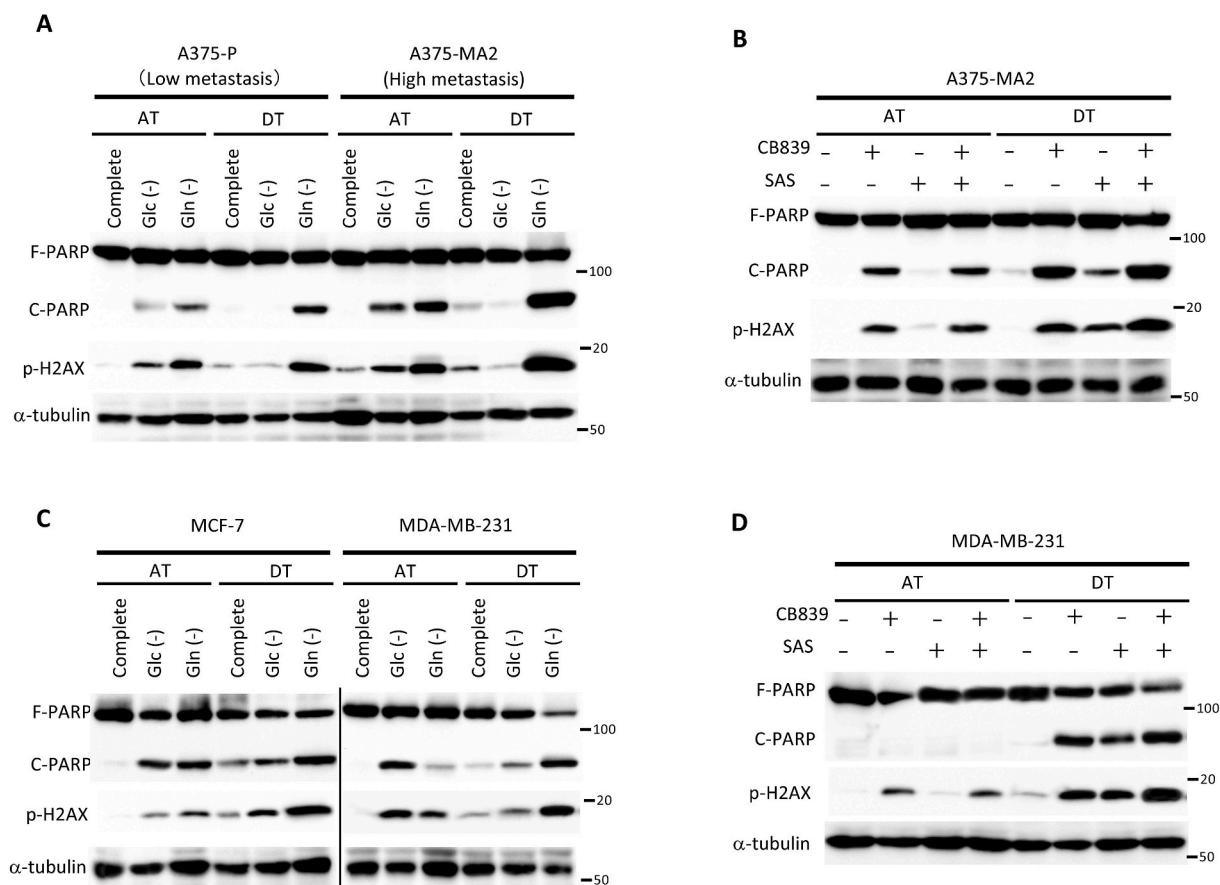 A
A375-P
(Low metastasis)
A375-MA2
(High metastasis)
AT
DT
AT
DT
Complete
Glc (-)
Gln (-)
Complete
Glc (-)
Gln (-)
Complete
Glc (-)
Gln (-)
Complete
Glc (-)
Gln (-)
F-PARP
100
C-PARP
20
p-H2AX
α-tubulin
50
B
A375-MA2
AT
DT
CB839 – + – + – + – +
SAS – – + + – – + +
F-PARP
100
C-PARP
20
p-H2AX
α-tubulin
50
C
MCF-7
MDA-MB-231
AT
DT
AT
DT
Complete
Glc (-)
Gln (-)
Complete
Glc (-)
Gln (-)
Complete
Glc (-)
Gln (-)
Complete
Glc (-)
Gln (-)
F-PARP
100
C-PARP
20
p-H2AX
α-tubulin
50
D
MDA-MB-231
AT
DT
CB839 – + – + – + – +
SAS – – + + – – + +
F-PARP
100
C-PARP
20
p-H2AX
α-tubulin
50